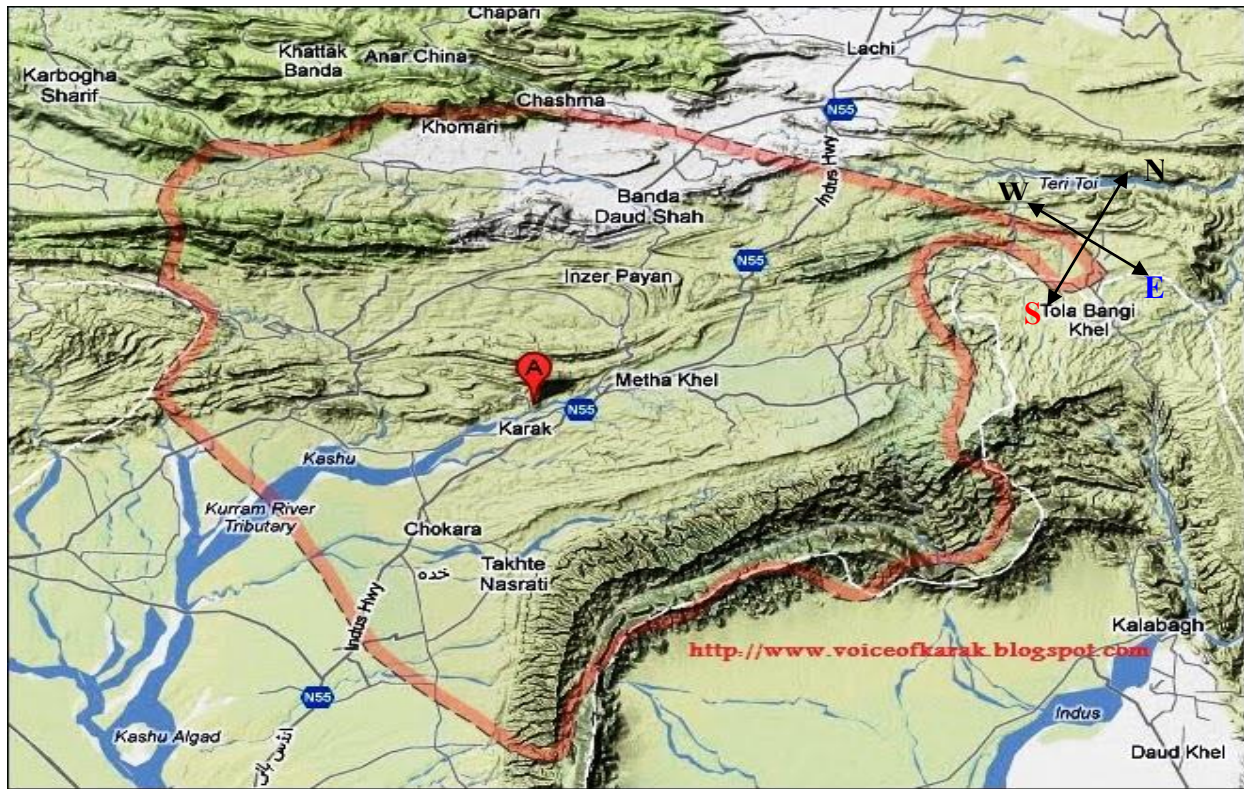 Chapari
Khattak
Banda
Anar China
Lachi
Karbogha
Sharif
Chashma
N55
Khomari
Indus Hwy
Teri Toi
N
W
Banda
Daud Shah
N55
Inzer Payan
E
S
Tola Bangi
Khel
A
Metha Khel
N55
Karak
Kashu
Kurram River
Tributary
Chokara
خده
Takhte
Nasrati
Indus Hwy
Kalabagh
http://www.voiceofkarak.blogspot.com
N55
Indus
Kashu Algad
Daud Khel